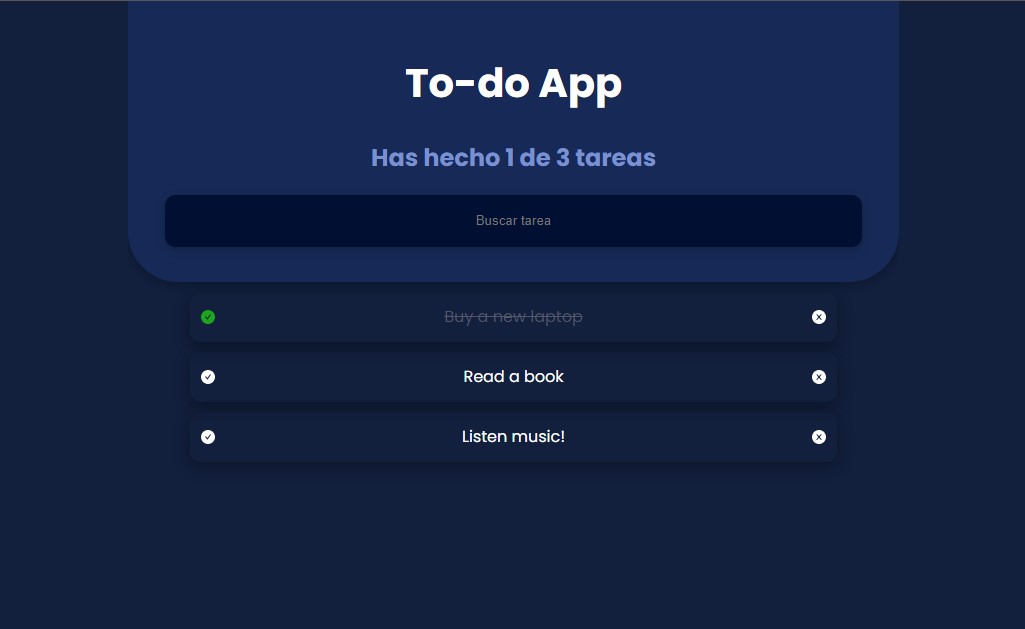 To-do App
Has hecho 1 de 3 tareas
Buscar tarea
Buy a new laptop
Read a book
Listen music!